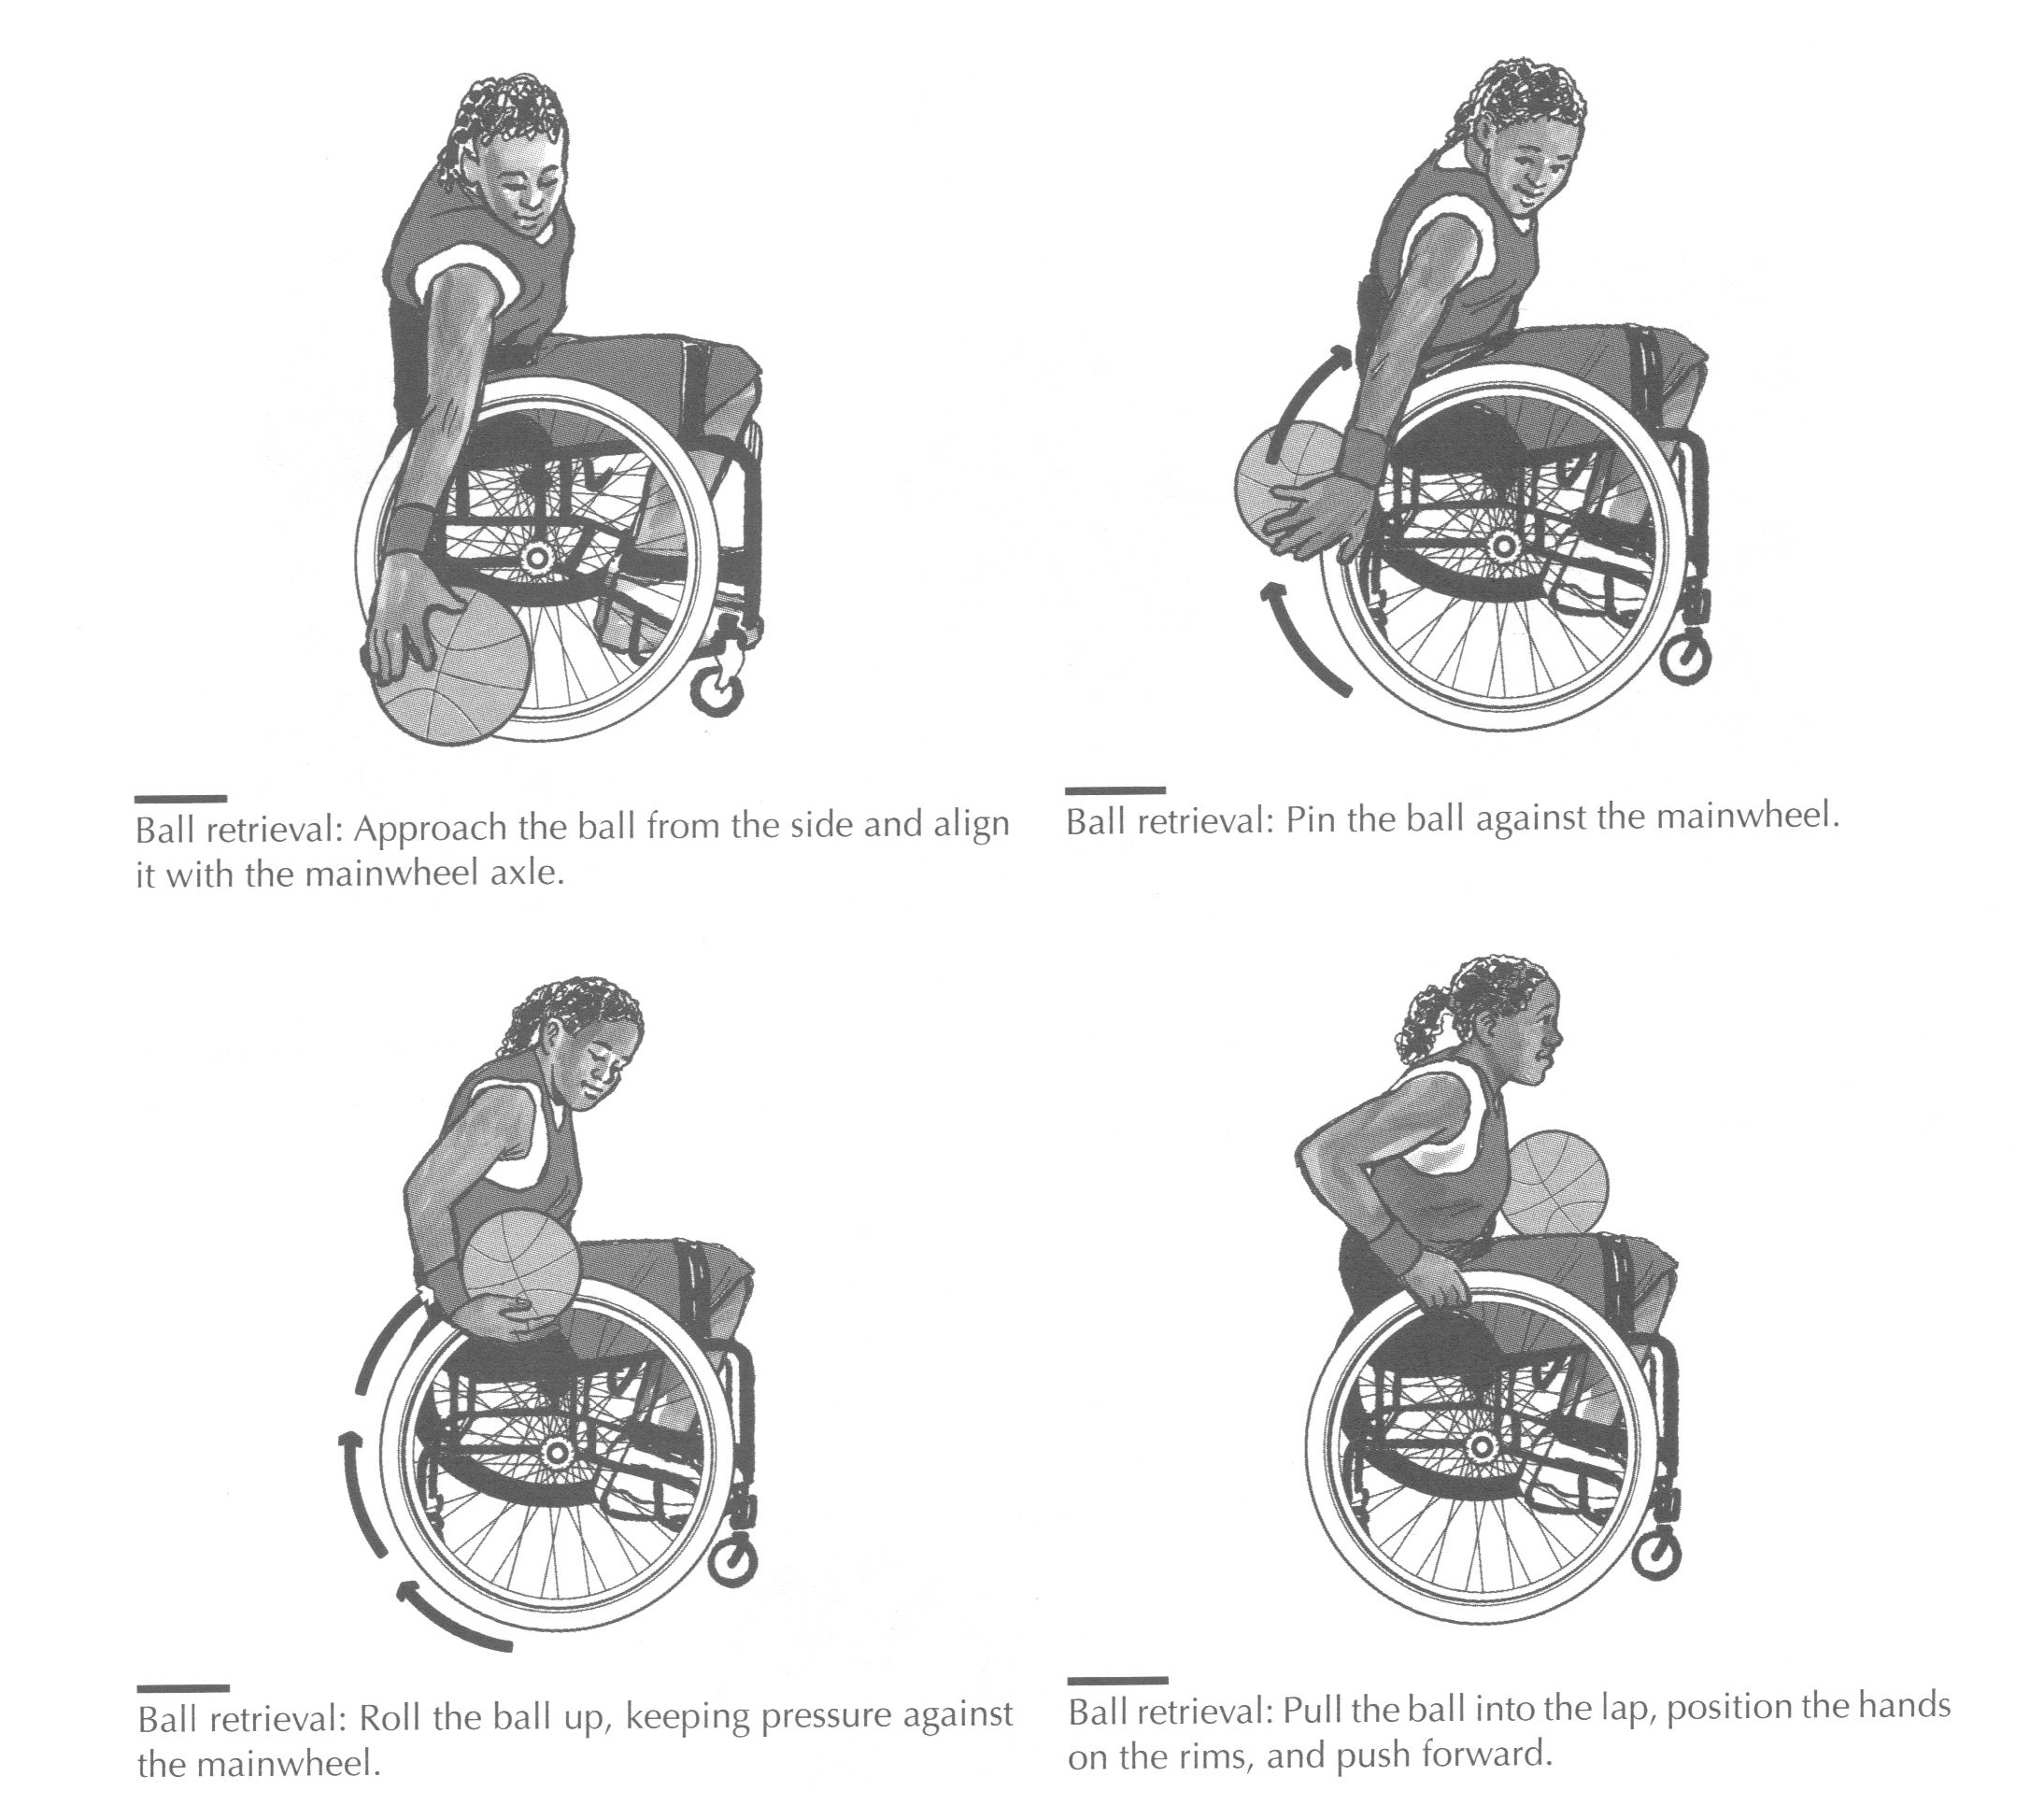 Ball retrieval: Approach the ball from the side and align
it with the mainwheel axle.
Ball retrieval: Pin the ball against the mainwheel.
Ball retrieval: Roll the ball up, keeping pressure against
the mainwheel.
Ball retrieval: Pull the ball into the lap, position the hands
on the rims, and push forward.